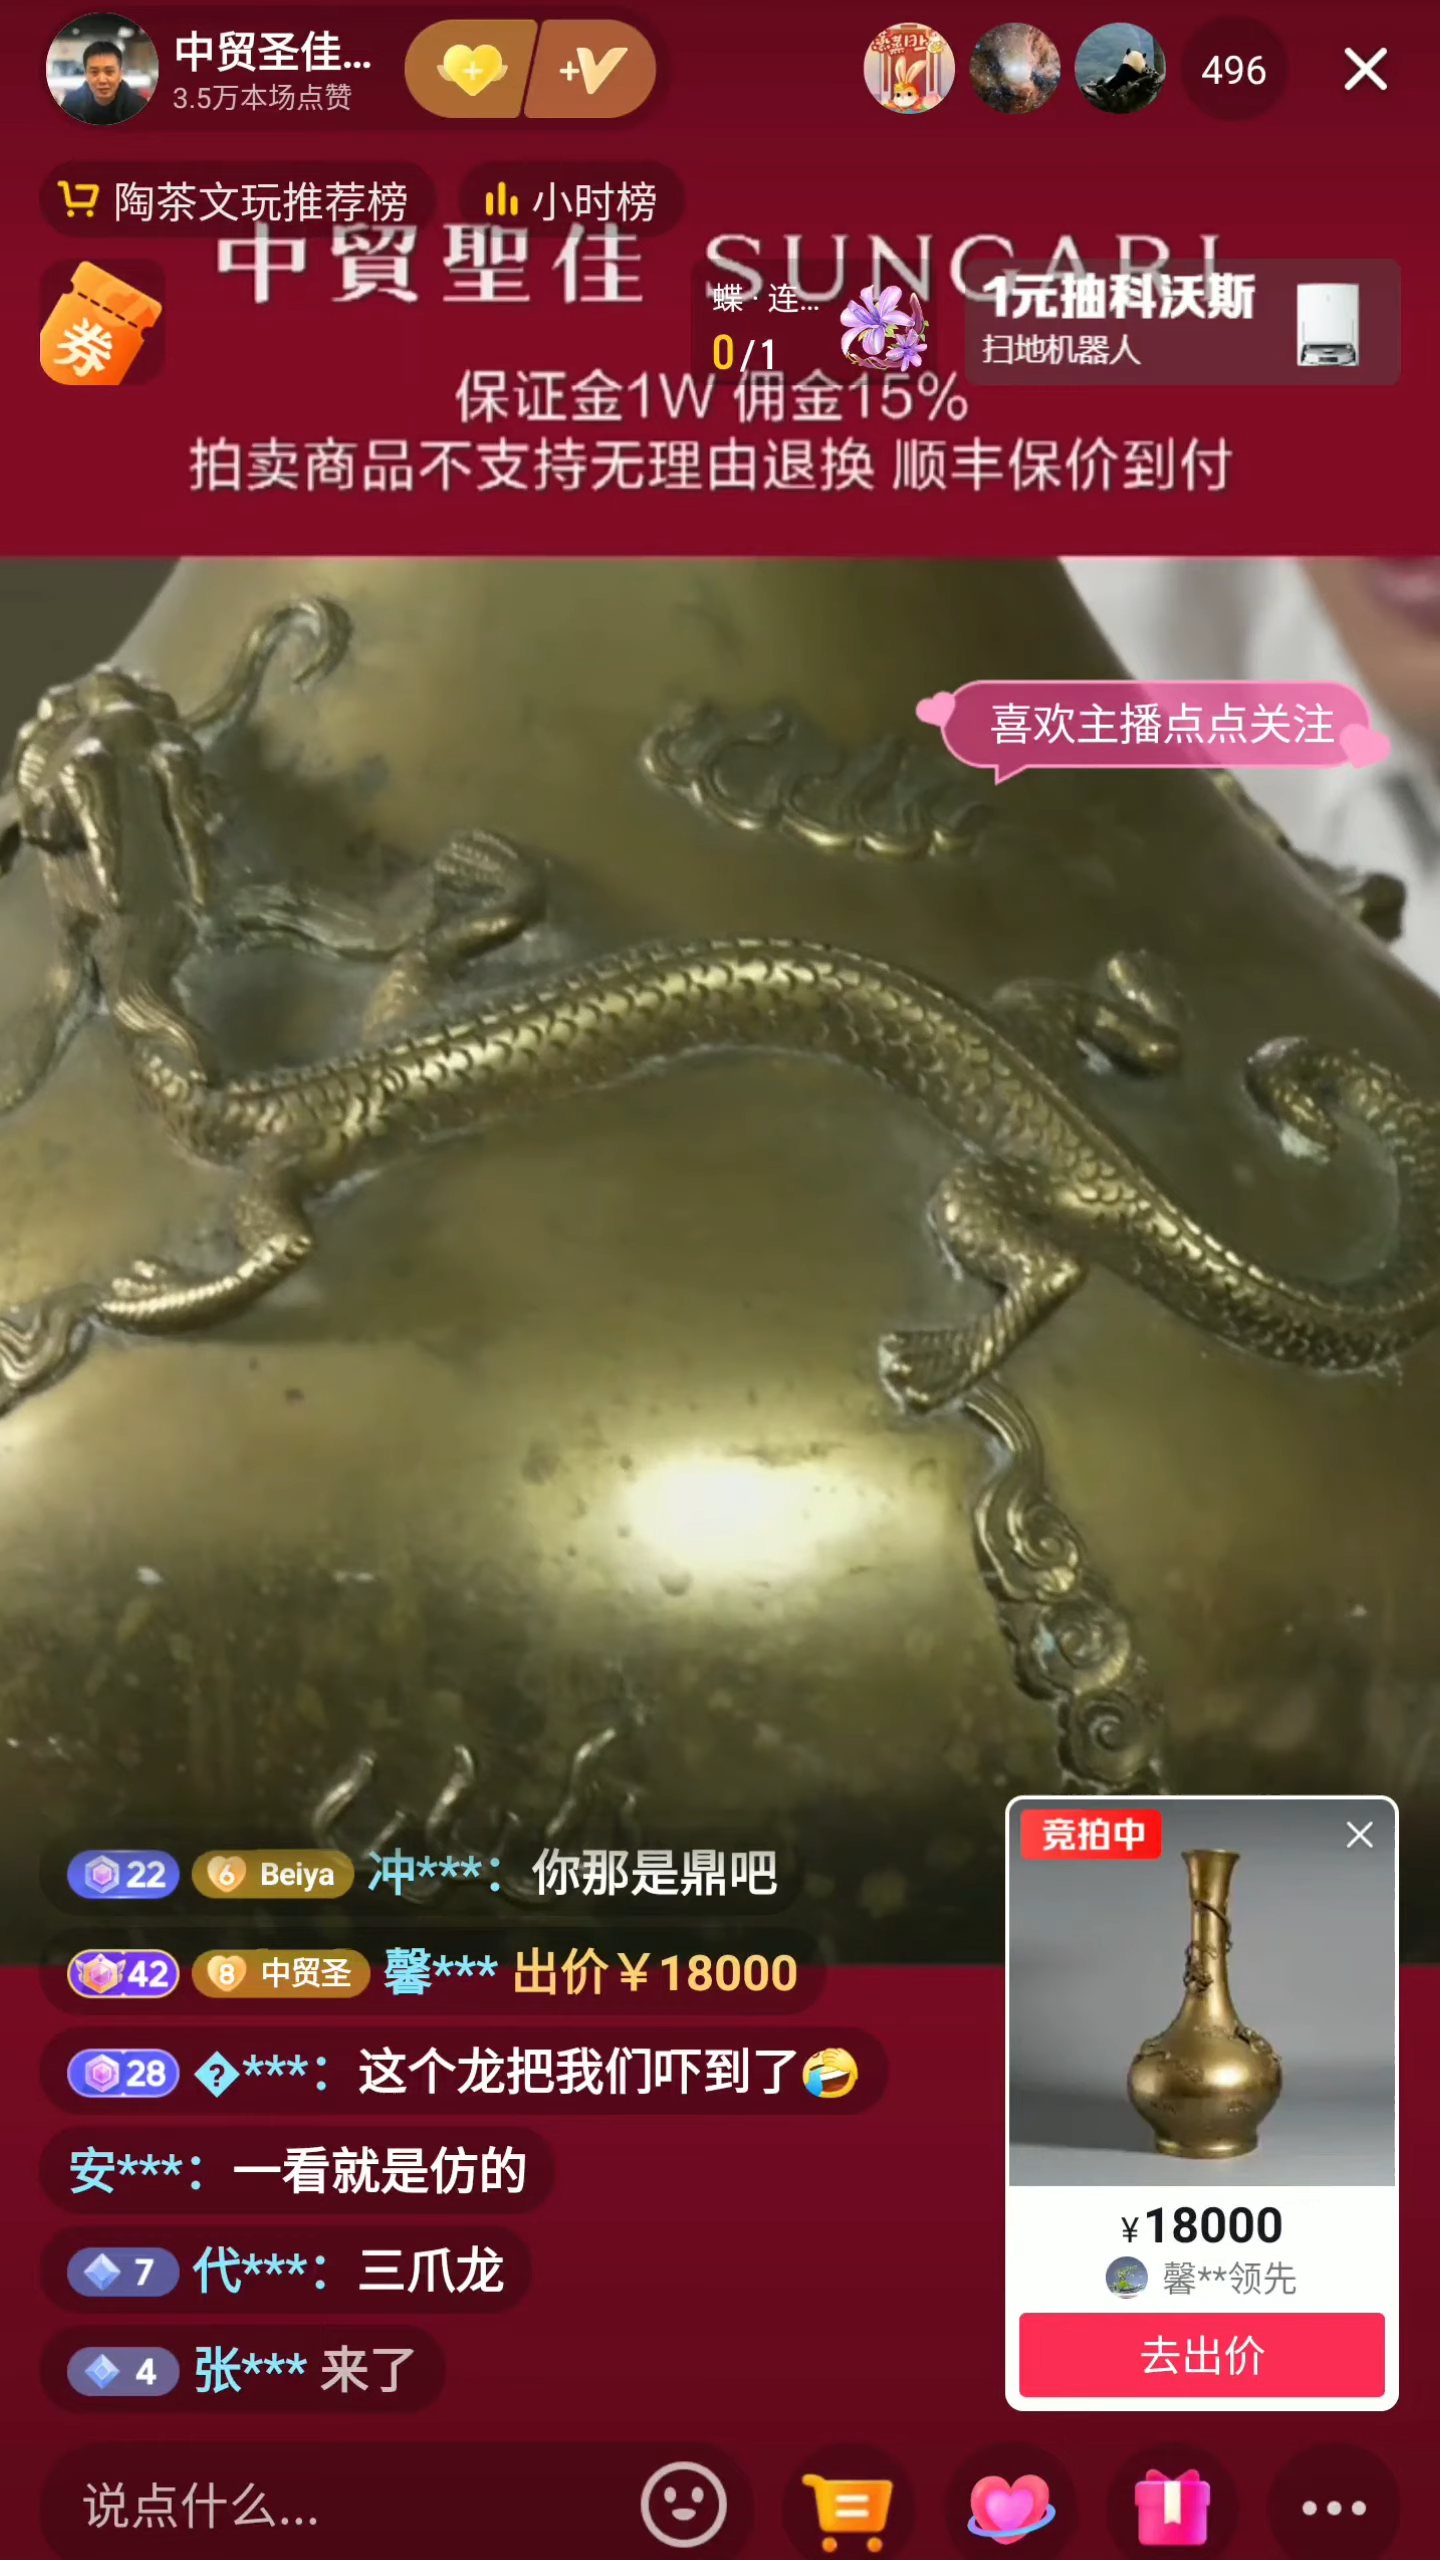 中贸圣佳...
3.5万本场点赞
496
陶茶文玩推荐榜
小时榜
中貿聖佳 SUNGARI
券
蝶·连...
0/1
1元抽科沃斯
扫地机器人
保证金1W 佣金15%
拍卖商品不支持无理由退换 顺丰保价到付
喜欢主播点点关注
22 6 Beiya 冲***：你那是鼎吧
42 8 中贸圣 馨*** 出价￥18000
28 �***：这个龙把我们吓到了🤣
安***：一看就是仿的
7 代***：三爪龙
4 张*** 来了
竞拍中
¥18000
馨**领先
去出价
说点什么...